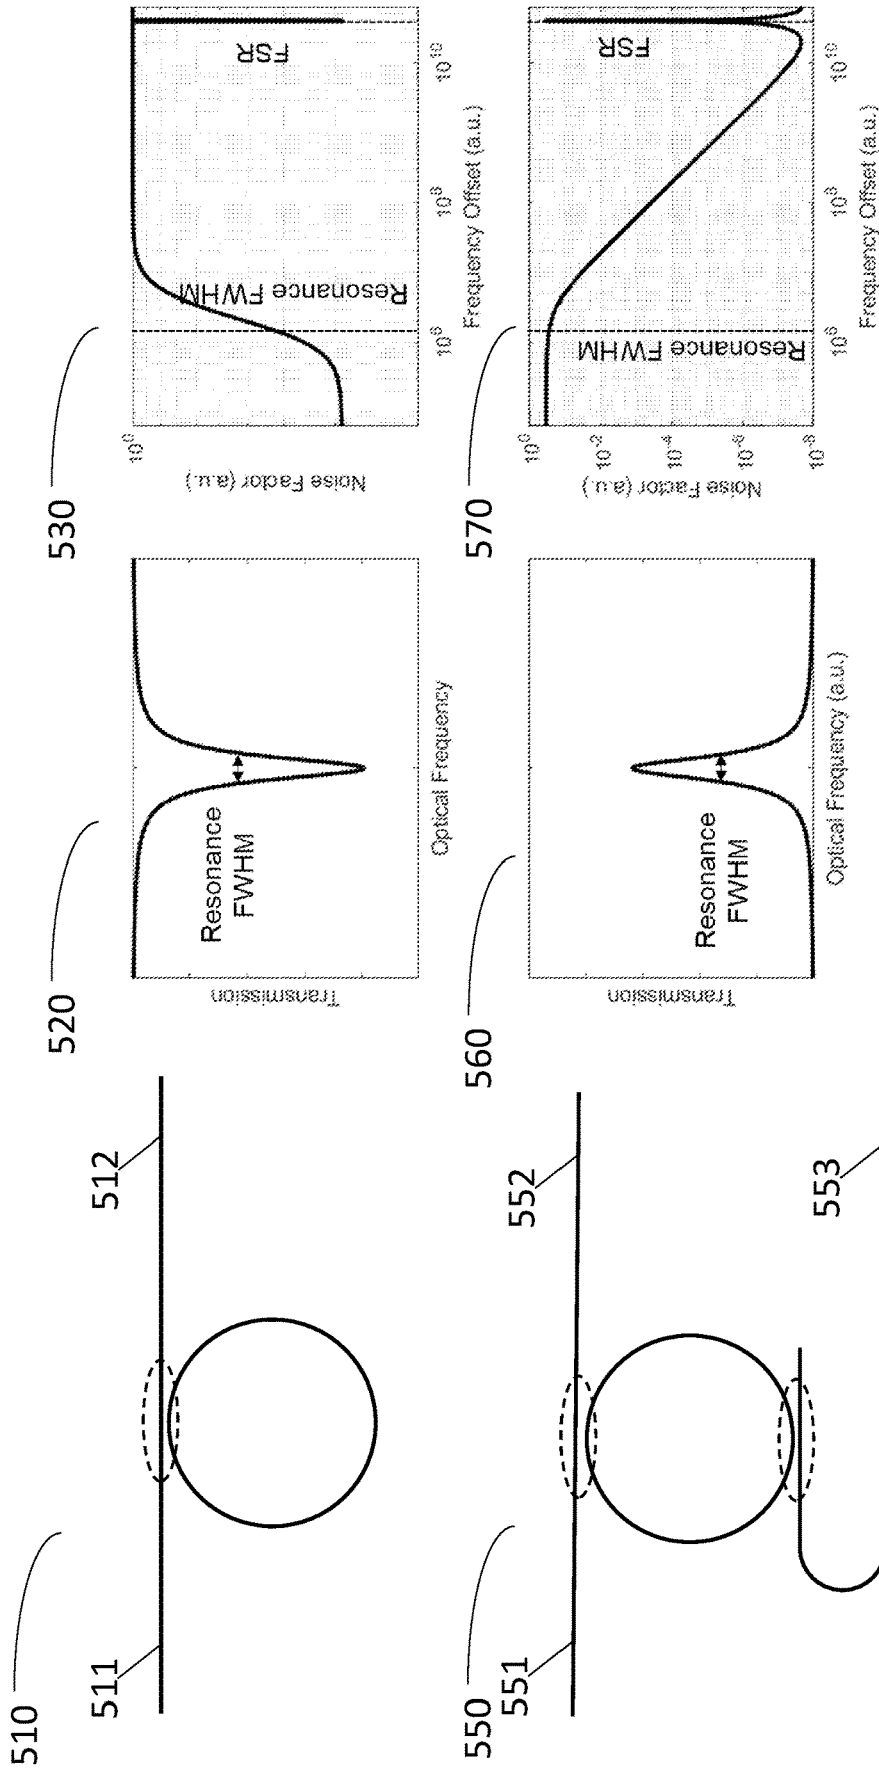 510
511
512
520
Transmission
Resonance
FWHM
Optical Frequency
530
Noise Factor (a.u.)
10^0
Resonance FWHM
FSR
10^6
10^8
10^10
Frequency Offset (a.u.)
550
551
552
553
560
Transmission
Resonance
FWHM
Optical Frequency (a.u.)
570
Noise Factor (a.u.)
10^0
10^-2
10^-4
10^-6
10^-8
Resonance FWHM
FSR
10^6
10^8
10^10
Frequency Offset (a.u.)